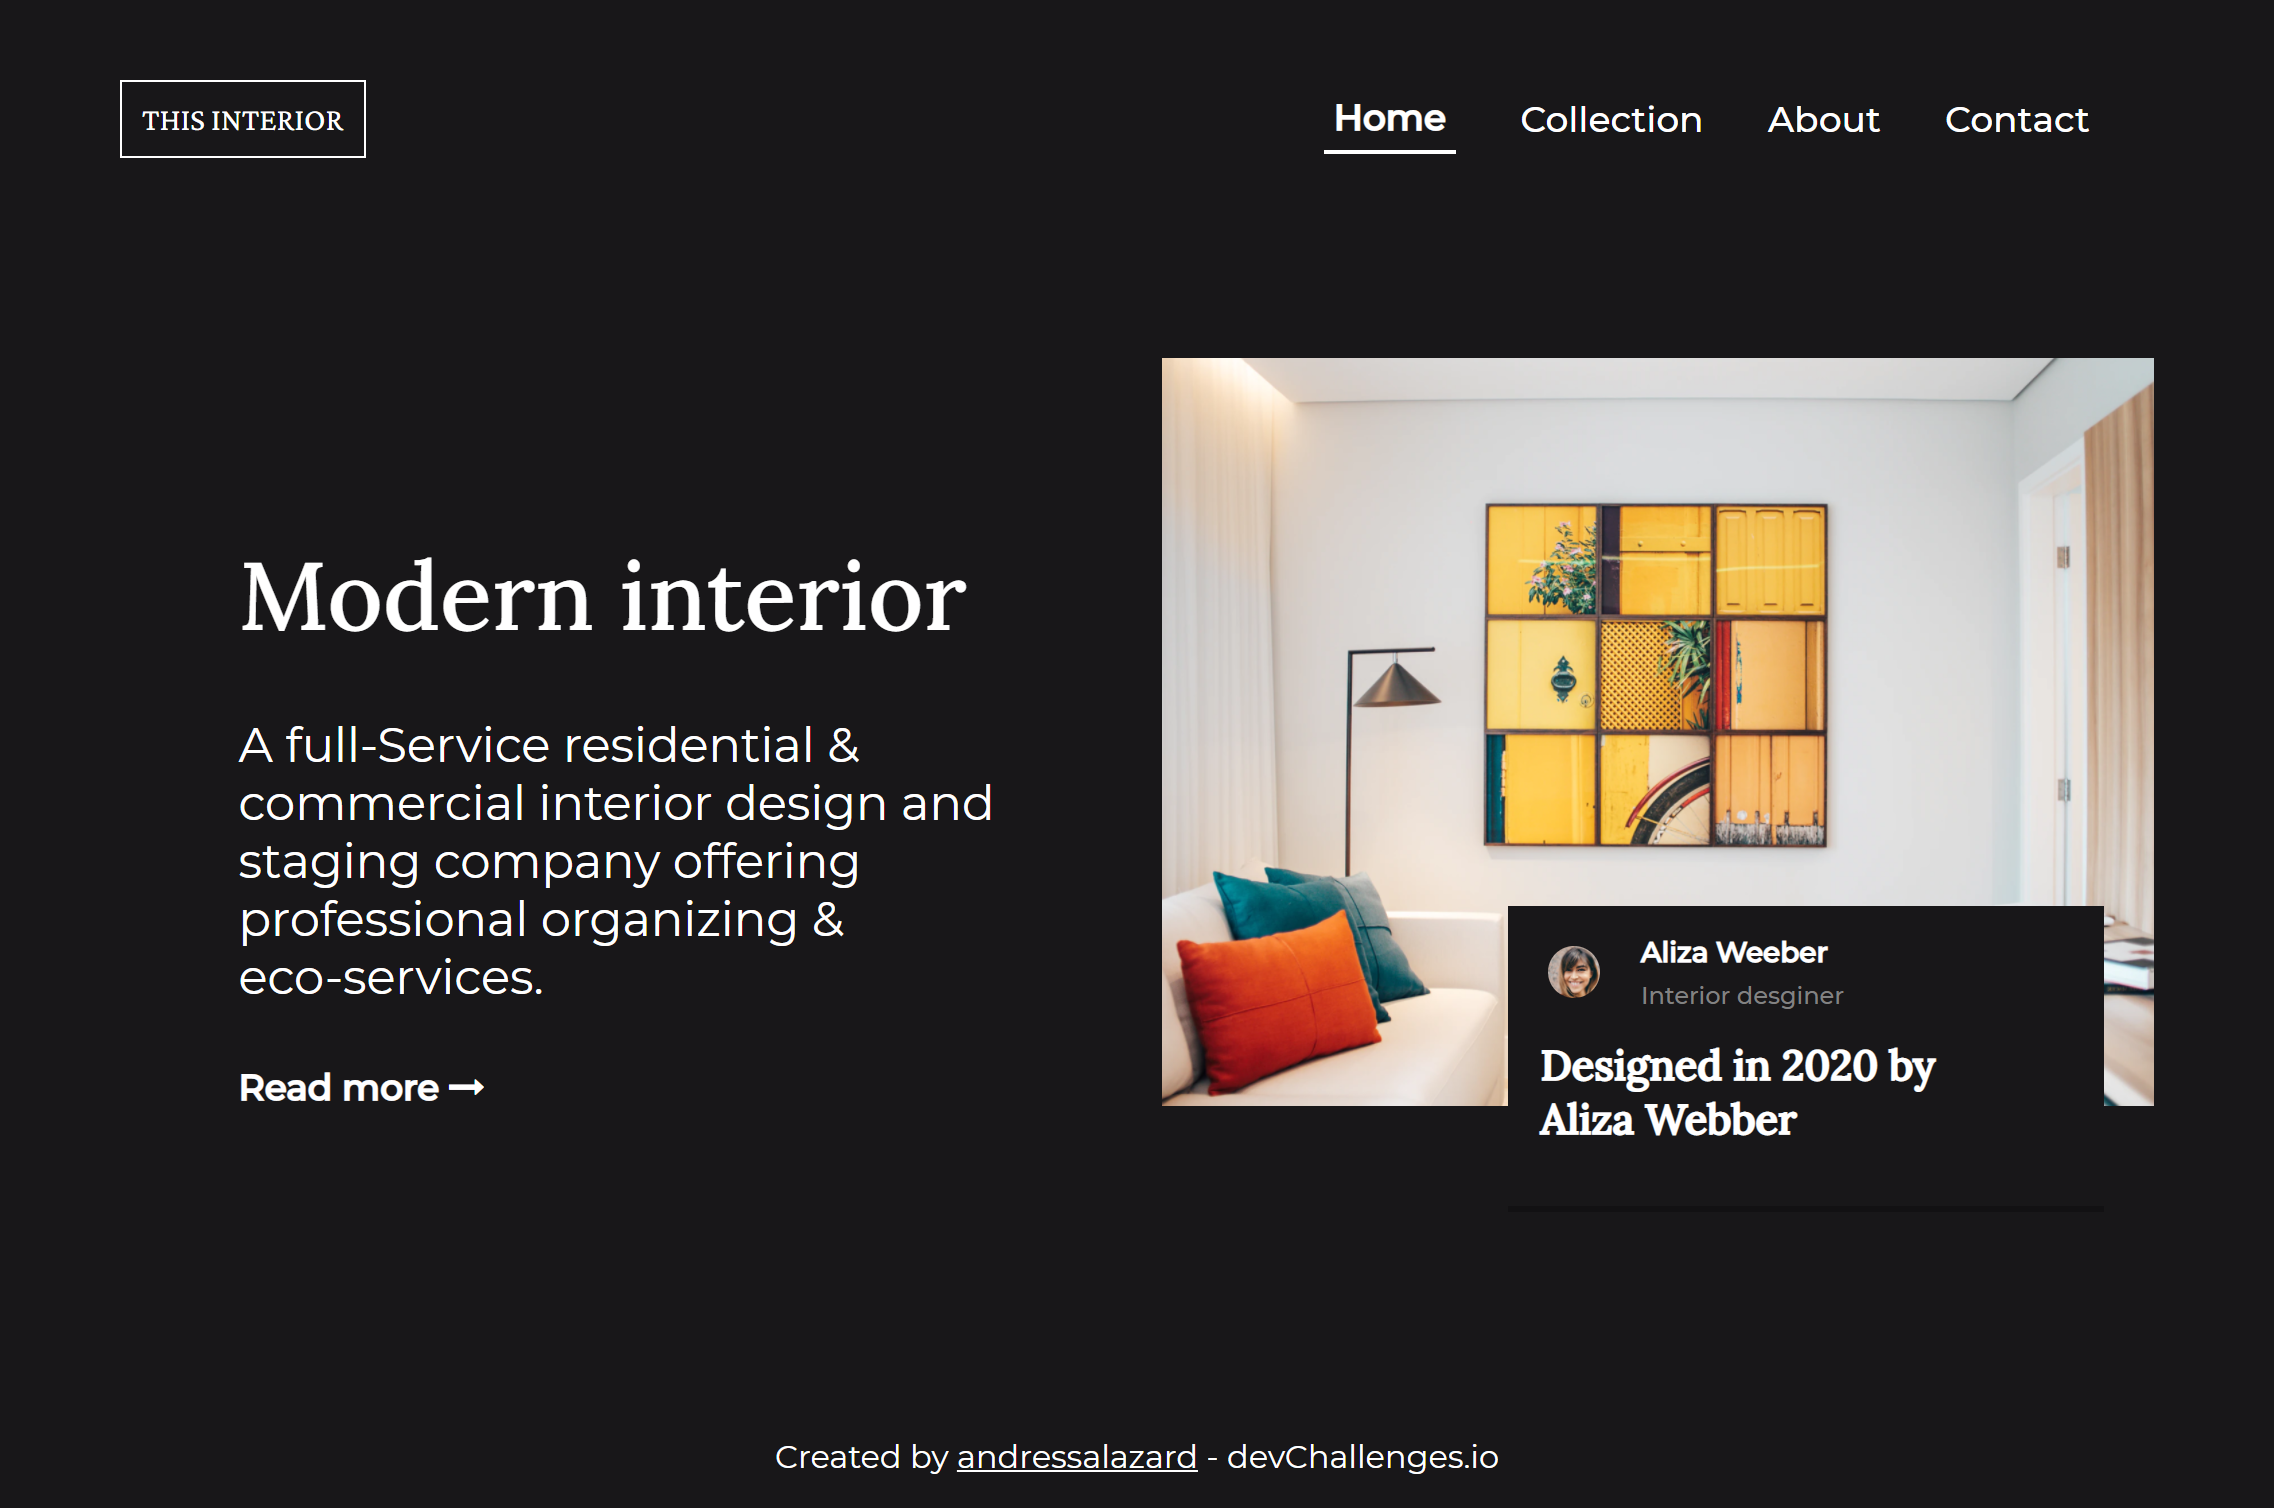 THIS INTERIOR
Home
Collection
About
Contact
Modern interior
A full-Service residential &
commercial interior design and
staging company offering
professional organizing &
eco-services.
Read more
Aliza Weeber
Interior desginer
Designed in 2020 by
Aliza Webber
Created by andressalazard - devChallenges.io